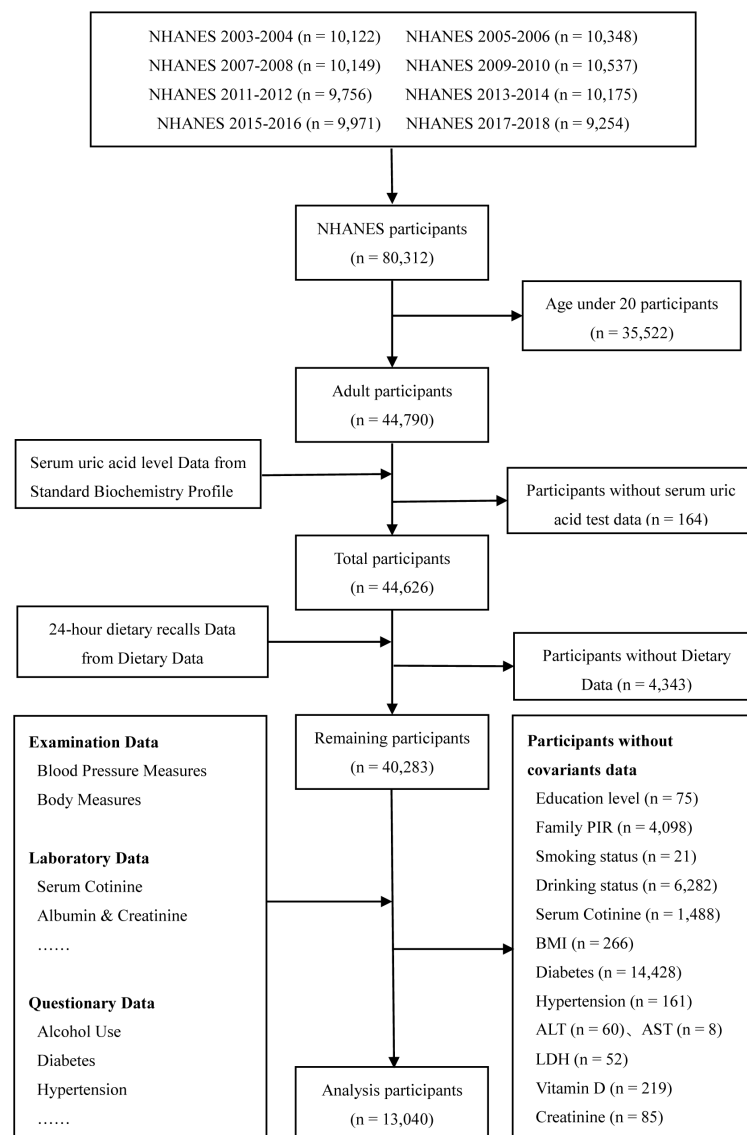 NHANES 2003-2004 (n = 10,122) NHANES 2005-2006 (n = 10,348)
NHANES 2007-2008 (n = 10,149) NHANES 2009-2010 (n = 10,537)
NHANES 2011-2012 (n = 9,756) NHANES 2013-2014 (n = 10,175)
NHANES 2015-2016 (n = 9,971) NHANES 2017-2018 (n = 9,254)
NHANES participants
(n = 80,312)
Age under 20 participants
(n = 35,522)
Adult participants
(n = 44,790)
Serum uric acid level Data from
Standard Biochemistry Profile
Participants without serum uric
acid test data (n = 164)
Total participants
(n = 44,626)
24-hour dietary recalls Data
from Dietary Data
Participants without Dietary
Data (n = 4,343)
Remaining participants
(n = 40,283)
Examination Data
Blood Pressure Measures
Body Measures
Laboratory Data
Serum Cotinine
Albumin & Creatinine
……
Questionary Data
Alcohol Use
Diabetes
Hypertension
……
Participants without
covariants data
Education level (n = 75)
Family PIR (n = 4,098)
Smoking status (n = 21)
Drinking status (n = 6,282)
Serum Cotinine (n = 1,488)
BMI (n = 266)
Diabetes (n = 14,428)
Hypertension (n = 161)
ALT (n = 60)、AST (n = 8)
LDH (n = 52)
Vitamin D (n = 219)
Creatinine (n = 85)
Analysis participants
(n = 13,040)